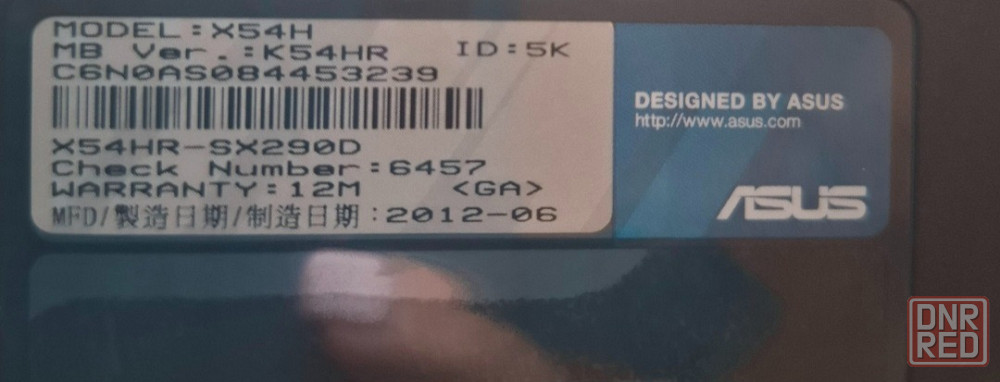 MODEL:X54H
MB Ver.:K54HR ID:5K
C6N0AS084453239
X54HR-SX290D
Check Number:6457
WARRANTY:12M <GA>
MFD/製造日期/制造日期:2012-06
DESIGNED BY ASUS
http://www.asus.com
ASUS
DNR
RED